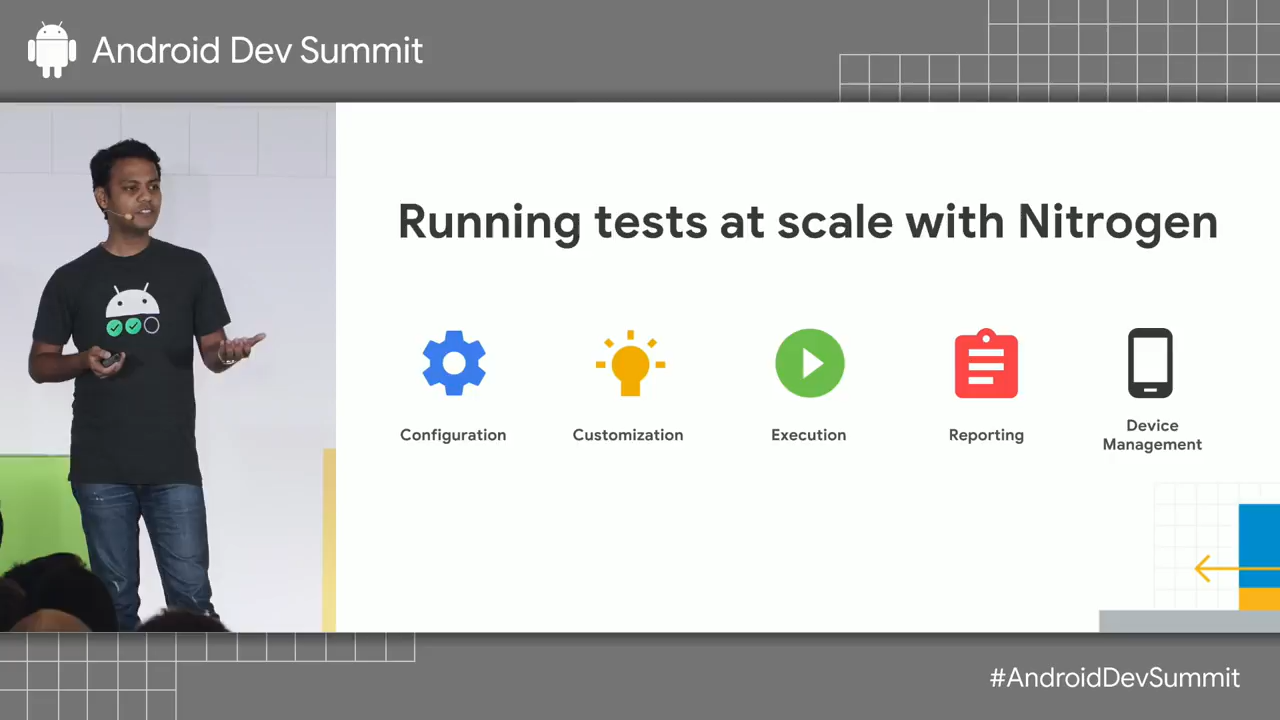 Android Dev Summit
Running tests at scale with Nitrogen
Configuration
Customization
Execution
Reporting
Device
Management
#AndroidDevSummit